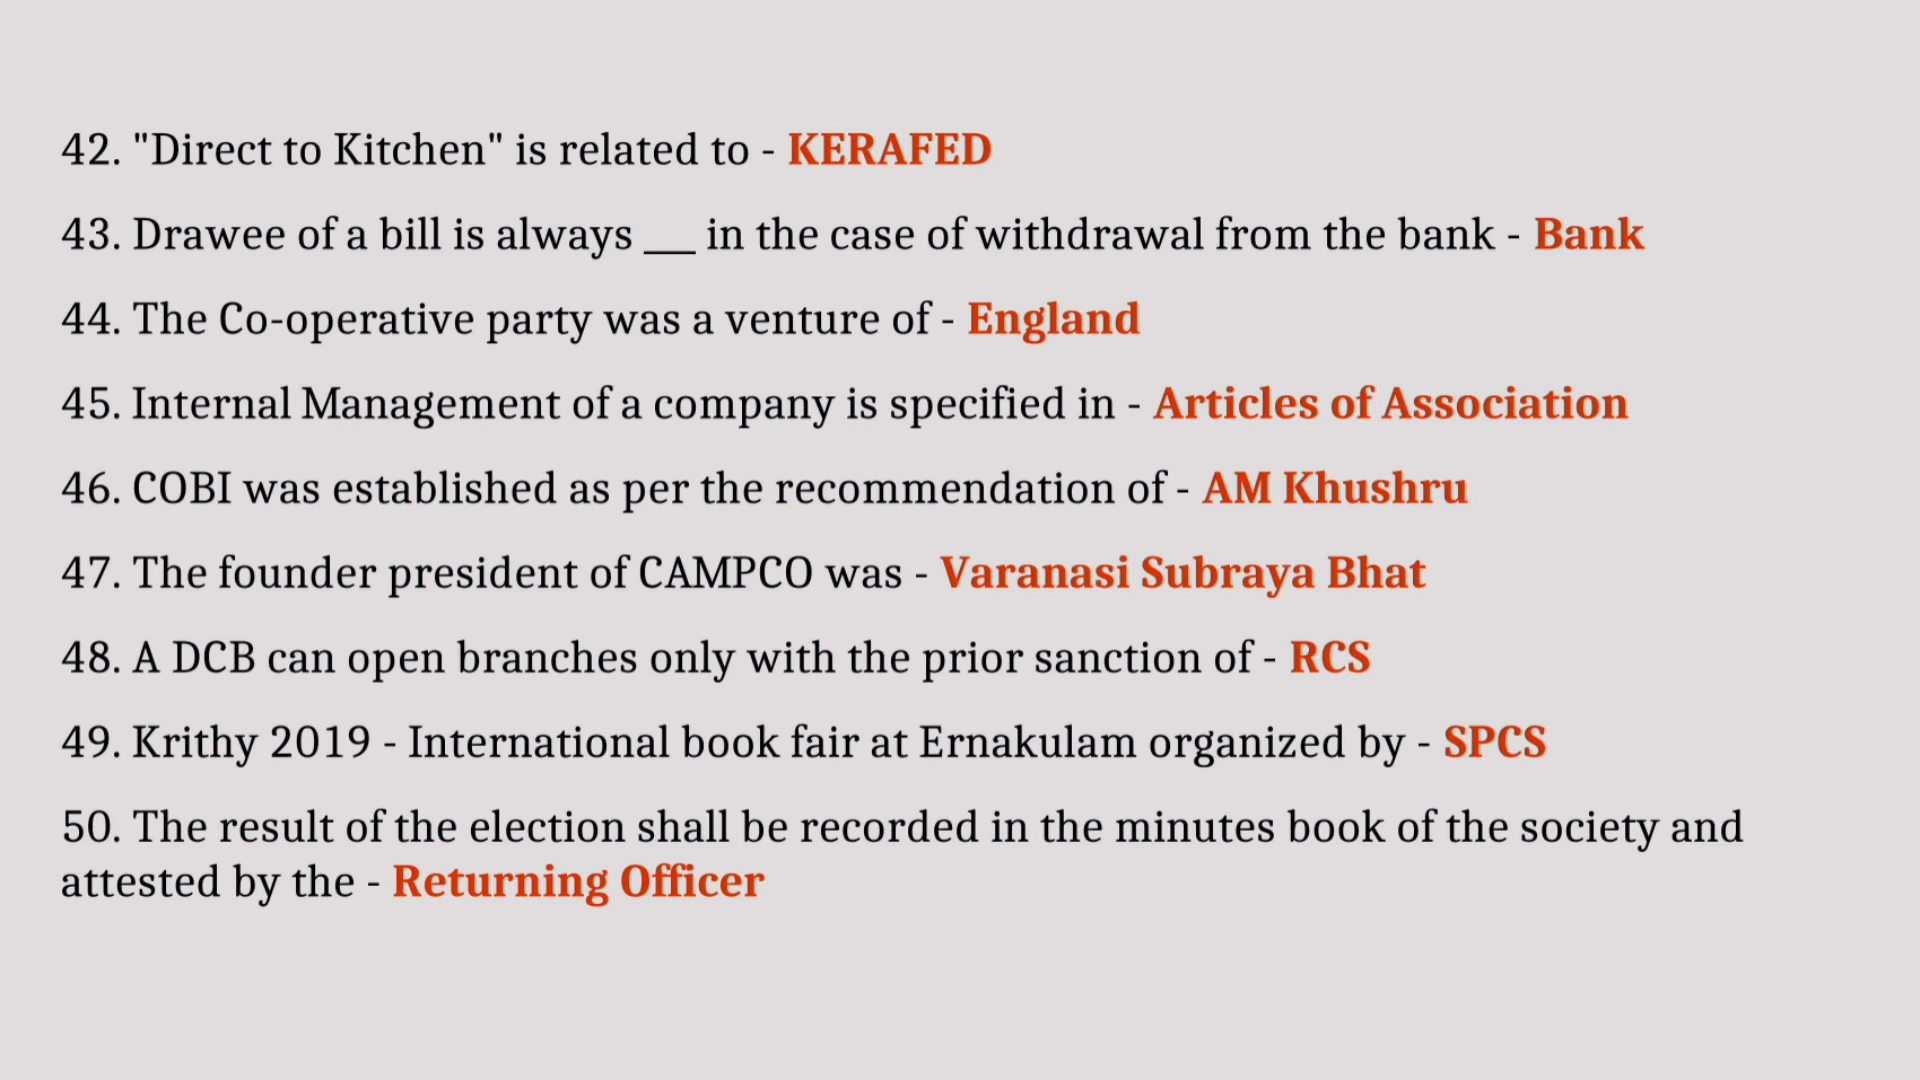 42. "Direct to Kitchen" is related to - KERAFED
43. Drawee of a bill is always __ in the case of withdrawal from the bank - Bank
44. The Co-operative party was a venture of - England
45. Internal Management of a company is specified in - Articles of Association
46. COBI was established as per the recommendation of - AM Khushru
47. The founder president of CAMPCO was - Varanasi Subraya Bhat
48. A DCB can open branches only with the prior sanction of - RCS
49. Krithy 2019 - International book fair at Ernakulam organized by - SPCS
50. The result of the election shall be recorded in the minutes book of the society and
attested by the - Returning Officer